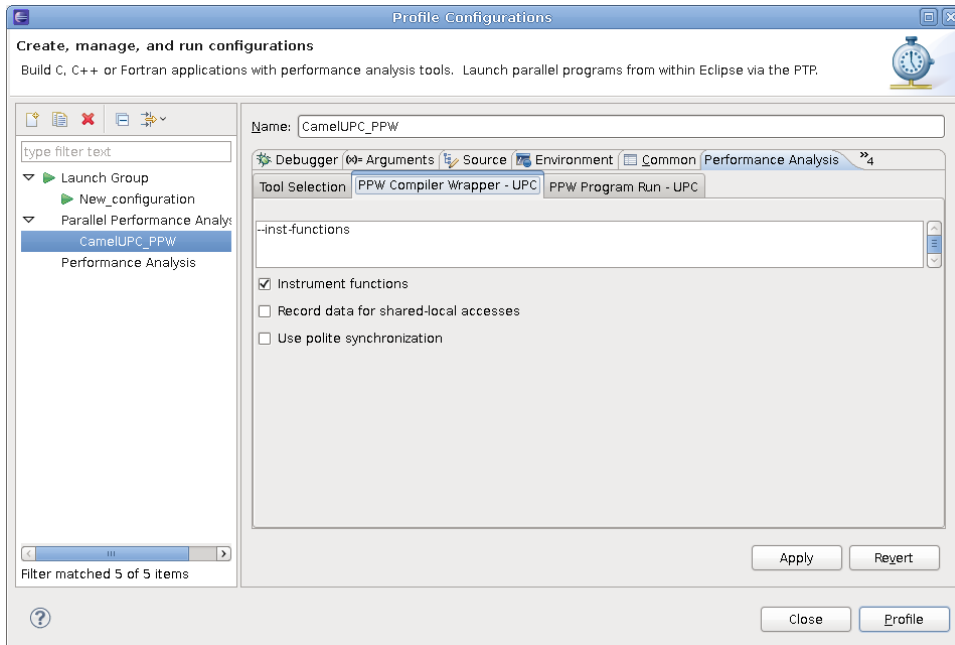 Profile Configurations
Create, manage, and run configurations
Build C, C++ or Fortran applications with performance analysis tools. Launch parallel programs from within Eclipse via the PTP.
type filter text
Launch Group
New_configuration
Parallel Performance Analys
CamelUPC_PPW
Performance Analysis
Filter matched 5 of 5 items
Name: CamelUPC_PPW
Debugger (x)= Arguments Source Environment Common Performance Analysis »4
Tool Selection PPW Compiler Wrapper - UPC PPW Program Run - UPC
--inst-functions
Instrument functions
Record data for shared-local accesses
Use polite synchronization
Apply Revert
? Close Profile